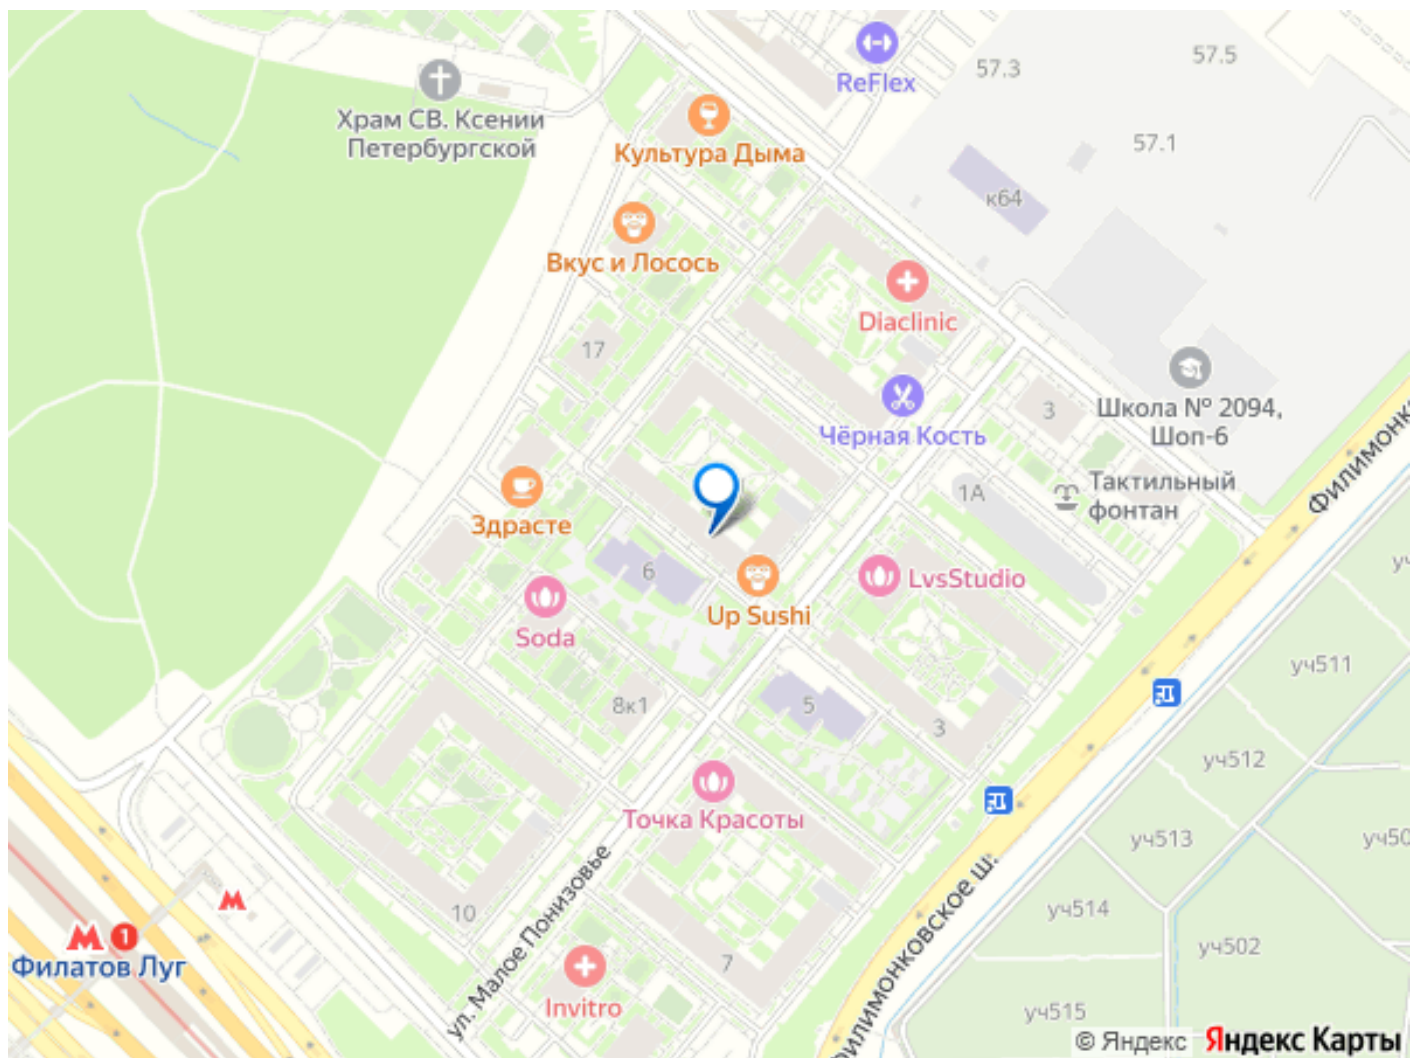 ReFlex
57.3
57.5
Храм СВ. Ксении
Петербургской
Культура Дыма
57.1
к64
Вкус и Лосось
Diaclinic
17
3
Школа № 2094,
Шоп-6
Чёрная Кость
Филимонк
Тактильный
фонтан
1А
Здрасте
6
LvsStudio
Up Sushi
Soda
уч
уч511
8к1
5
3
уч512
Точка Красоты
уч513
уч50
ул. Малое Понизовье
Филимонковское ш.
10
уч514
М 1
М
Филатов Луг
7
уч502
Invitro
уч515
© Яндекс Яндекс Карты